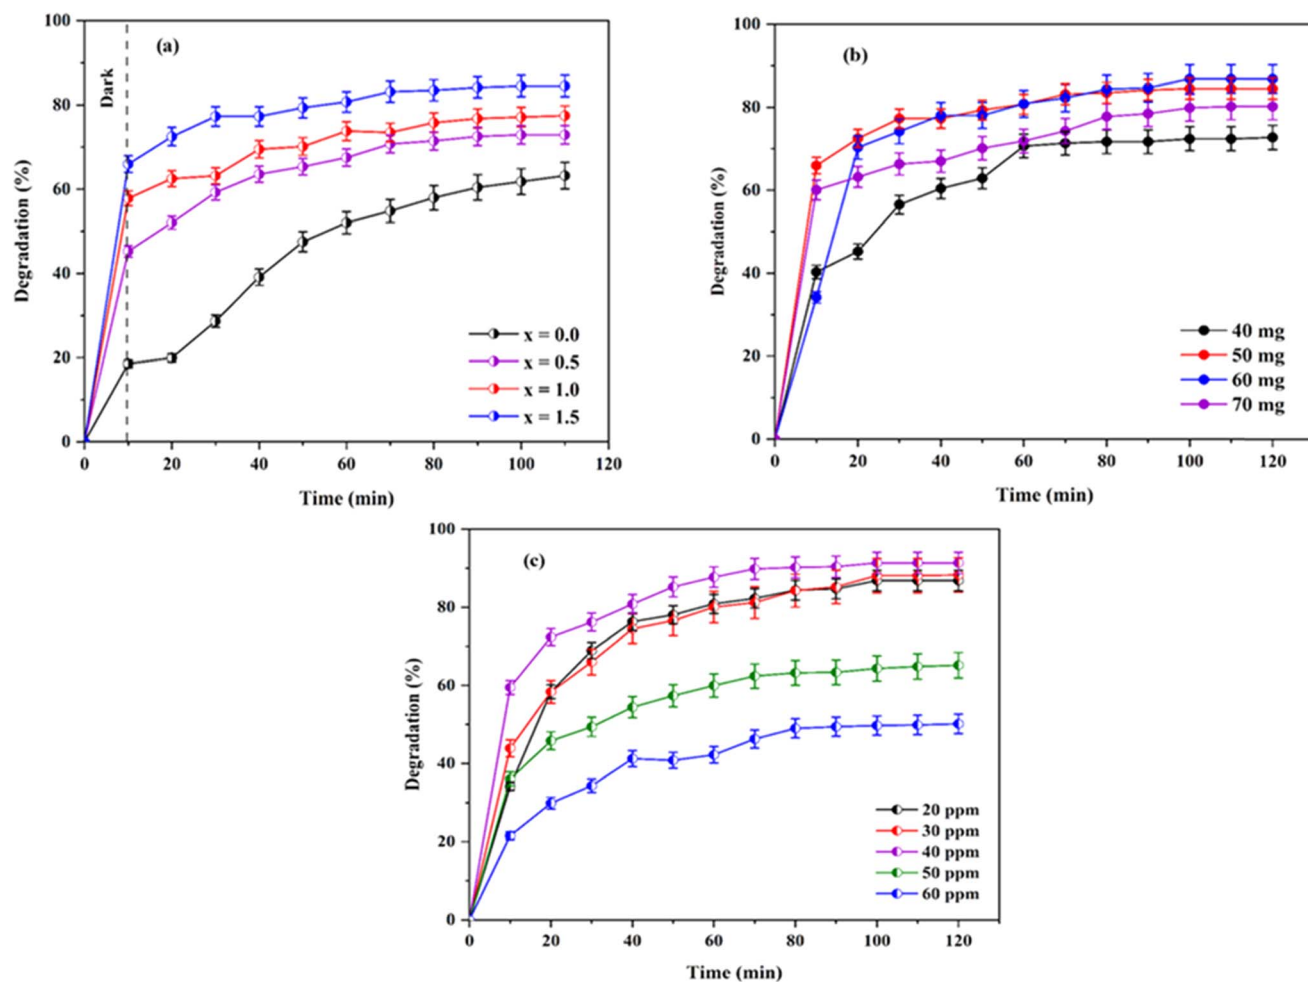 (a)
Dark
Degradation (%)
100
80
60
40
20
0
x = 0.0
x = 0.5
x = 1.0
x = 1.5
0 20 40 60 80 100 120
Time (min)
(b)
Degradation (%)
100
80
60
40
20
0
40 mg
50 mg
60 mg
70 mg
0 20 40 60 80 100 120
Time (min)
(c)
Degradation (%)
100
80
60
40
20
0
20 ppm
30 ppm
40 ppm
50 ppm
60 ppm
0 20 40 60 80 100 120
Time (min)